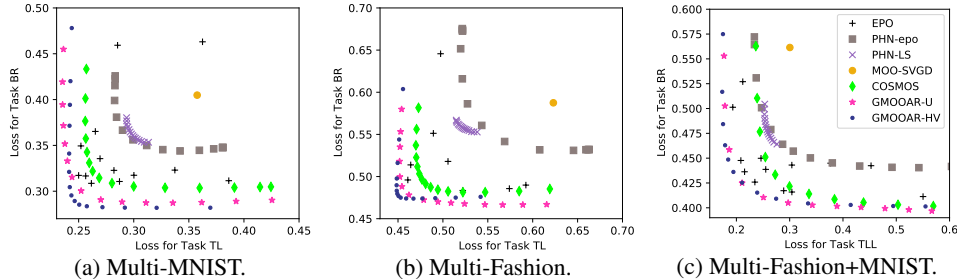 0.50
0.45
0.40
0.35
0.30
Loss for Task BR
0.25
0.30
0.35
0.40
0.45
Loss for Task TL
(a) Multi-MNIST.
0.70
0.65
0.60
0.55
0.50
0.47
Loss for Task BR
0.45
0.50
0.55
0.60
0.65
0.70
Loss for Task TL
(b) Multi-Fashion.
0.600
0.575
0.550
0.525
0.500
0.475
0.450
0.425
0.400
Loss for Task BR
0.2
0.3
0.4
0.5
0.6
Loss for Task TLL
EPO
PHN-epo
PHN-LS
MOO-SVGD
COSMOS
GMOOAR-U
GMOOAR-HV
(c) Multi-Fashion+MNIST.